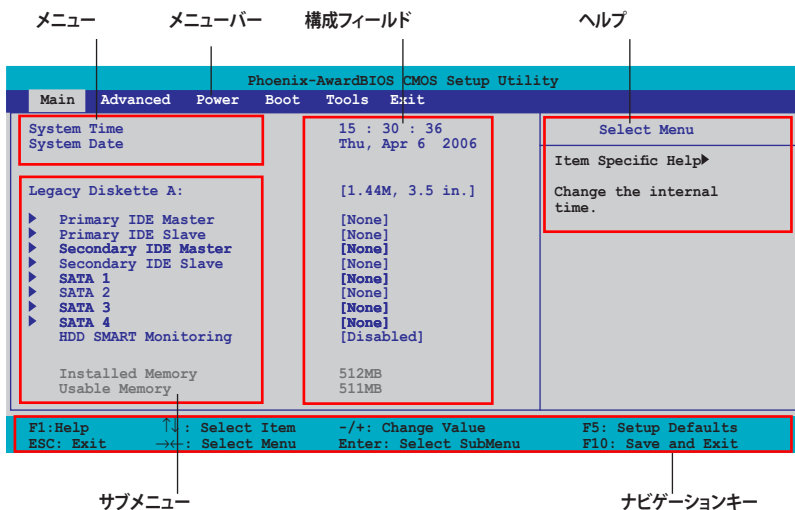 メニュー メニューバー 構成フィールド ヘルプ
Phoenix-AwardBIOS CMOS Setup Utility
Main Advanced Power Boot Tools Exit
System Time 15 : 30 : 36
System Date Thu, Apr 6 2006
Select Menu
Item Specific Help▶
Change the internal
time.
Legacy Diskette A: [1.44M, 3.5 in.]
▶ Primary IDE Master [None]
▶ Primary IDE Slave [None]
▶ Secondary IDE Master [None]
▶ Secondary IDE Slave [None]
▶ SATA 1 [None]
▶ SATA 2 [None]
▶ SATA 3 [None]
▶ SATA 4 [None]
HDD SMART Monitoring [Disabled]
Installed Memory 512MB
Usable Memory 511MB
F1:Help ↑↓: Select Item -/+: Change Value F5: Setup Defaults
ESC: Exit →←: Select Menu Enter: Select SubMenu F10: Save and Exit
サブメニュー ナビゲーションキー